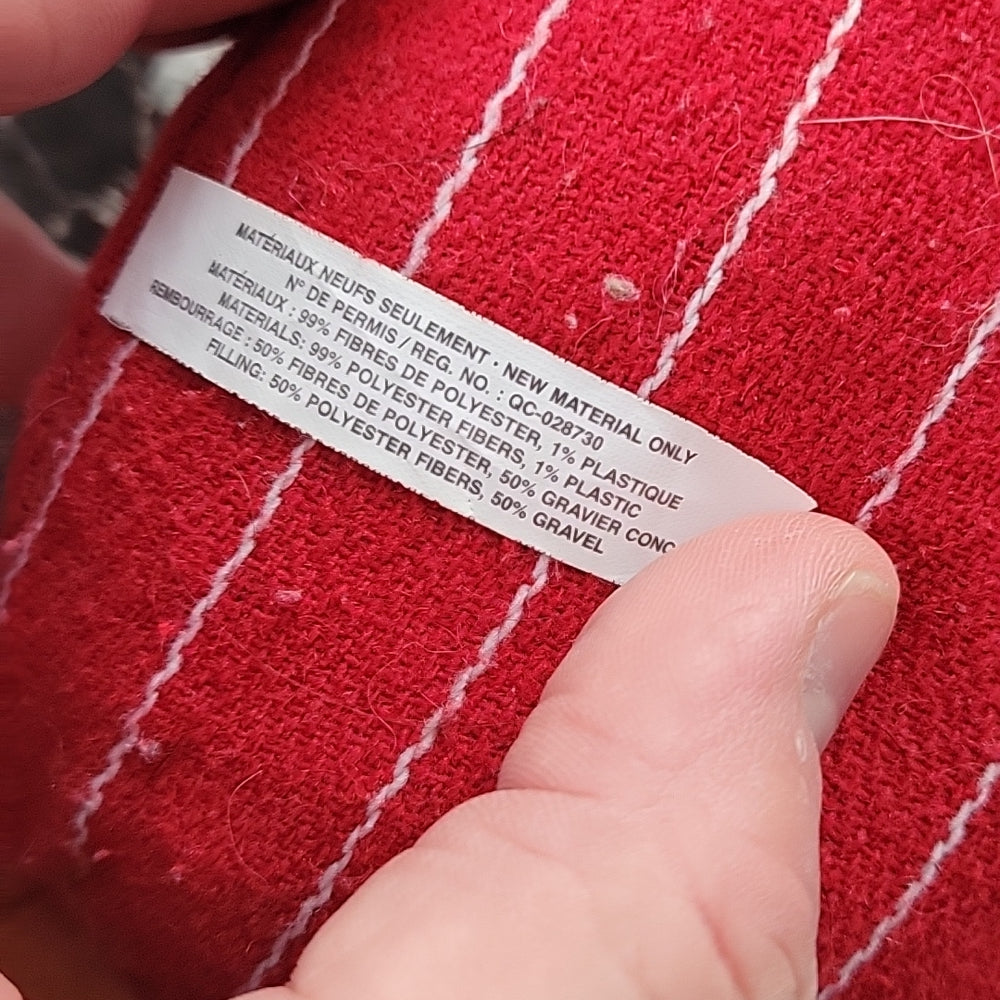 MATÉRIAUX NEUFS SEULEMENT · NEW MATERIAL ONLY
N° DE PERMIS / REG. NO. : QC-028730
MATÉRIAUX : 99% FIBRES DE POLYESTER, 1% PLASTIQUE
MATERIALS: 99% POLYESTER FIBERS, 1% PLASTIC
REMBOURRAGE : 50% FIBRES DE POLYESTER, 50% GRAVIER CONC
FILLING: 50% POLYESTER FIBERS, 50% GRAVEL